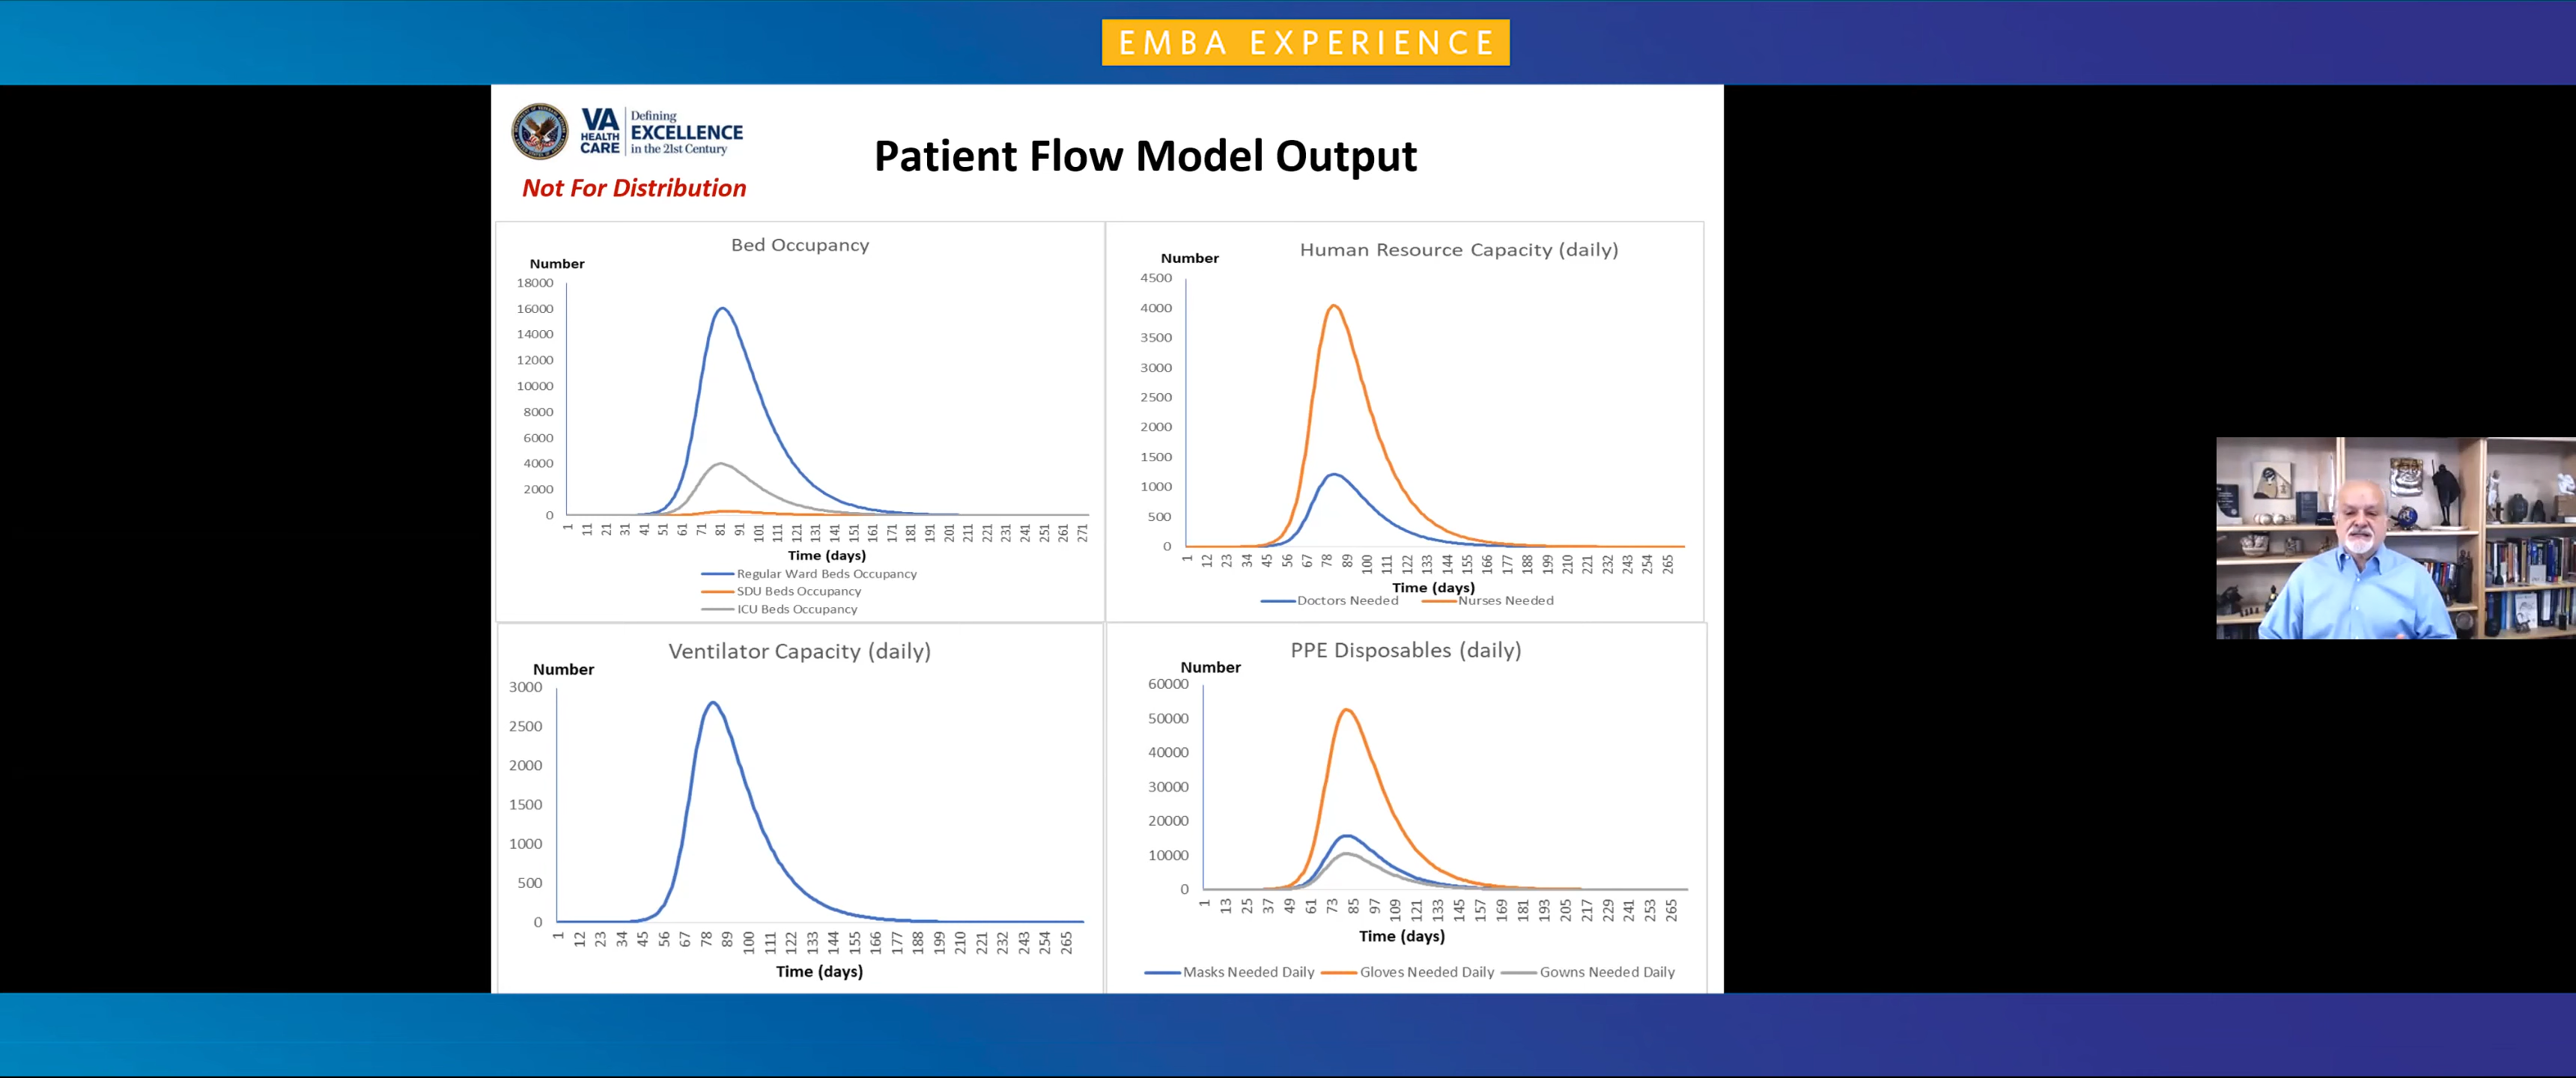 EMBA EXPERIENCE
VA
HEALTH
CARE
Defining
EXCELLENCE
in the 21st Century
Not For Distribution
Patient Flow Model Output
Bed Occupancy
Number
18000
16000
14000
12000
10000
8000
6000
4000
2000
0
1 11 21 31 41 51 61 71 81 91 101 111 121 131 141 151 161 171 181 191 201 211 221 231 241 251 261 271
Time (days)
Regular Ward Beds Occupancy
SDU Beds Occupancy
ICU Beds Occupancy
Human Resource Capacity (daily)
Number
4500
4000
3500
3000
2500
2000
1500
1000
500
0
1 12 23 34 45 56 67 78 89 100 111 122 133 144 155 166 177 188 199 210 221 232 243 254 265
Time (days)
Doctors Needed Nurses Needed
Ventilator Capacity (daily)
Number
3000
2500
2000
1500
1000
500
0
1 12 23 34 45 56 67 78 89 100 111 122 133 144 155 166 177 188 199 210 221 232 243 254 265
Time (days)
PPE Disposables (daily)
Number
60000
50000
40000
30000
20000
10000
0
1 13 25 37 49 61 73 85 97 109 121 133 145 157 169 181 193 205 217 229 241 253 265
Time (days)
Masks Needed Daily Gloves Needed Daily Gowns Needed Daily